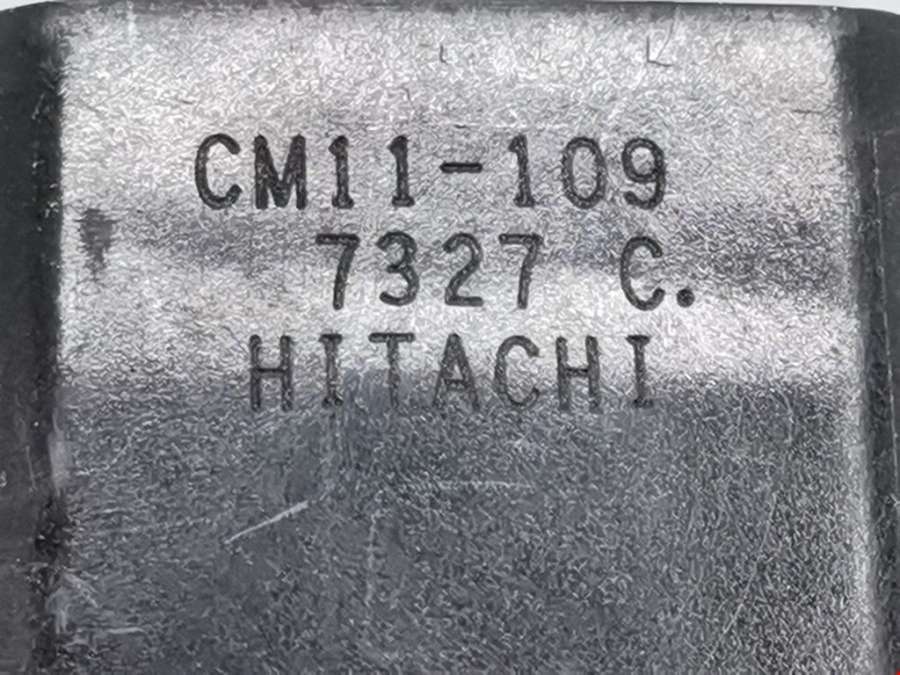 CM11-109
7327 C.
HITACHI